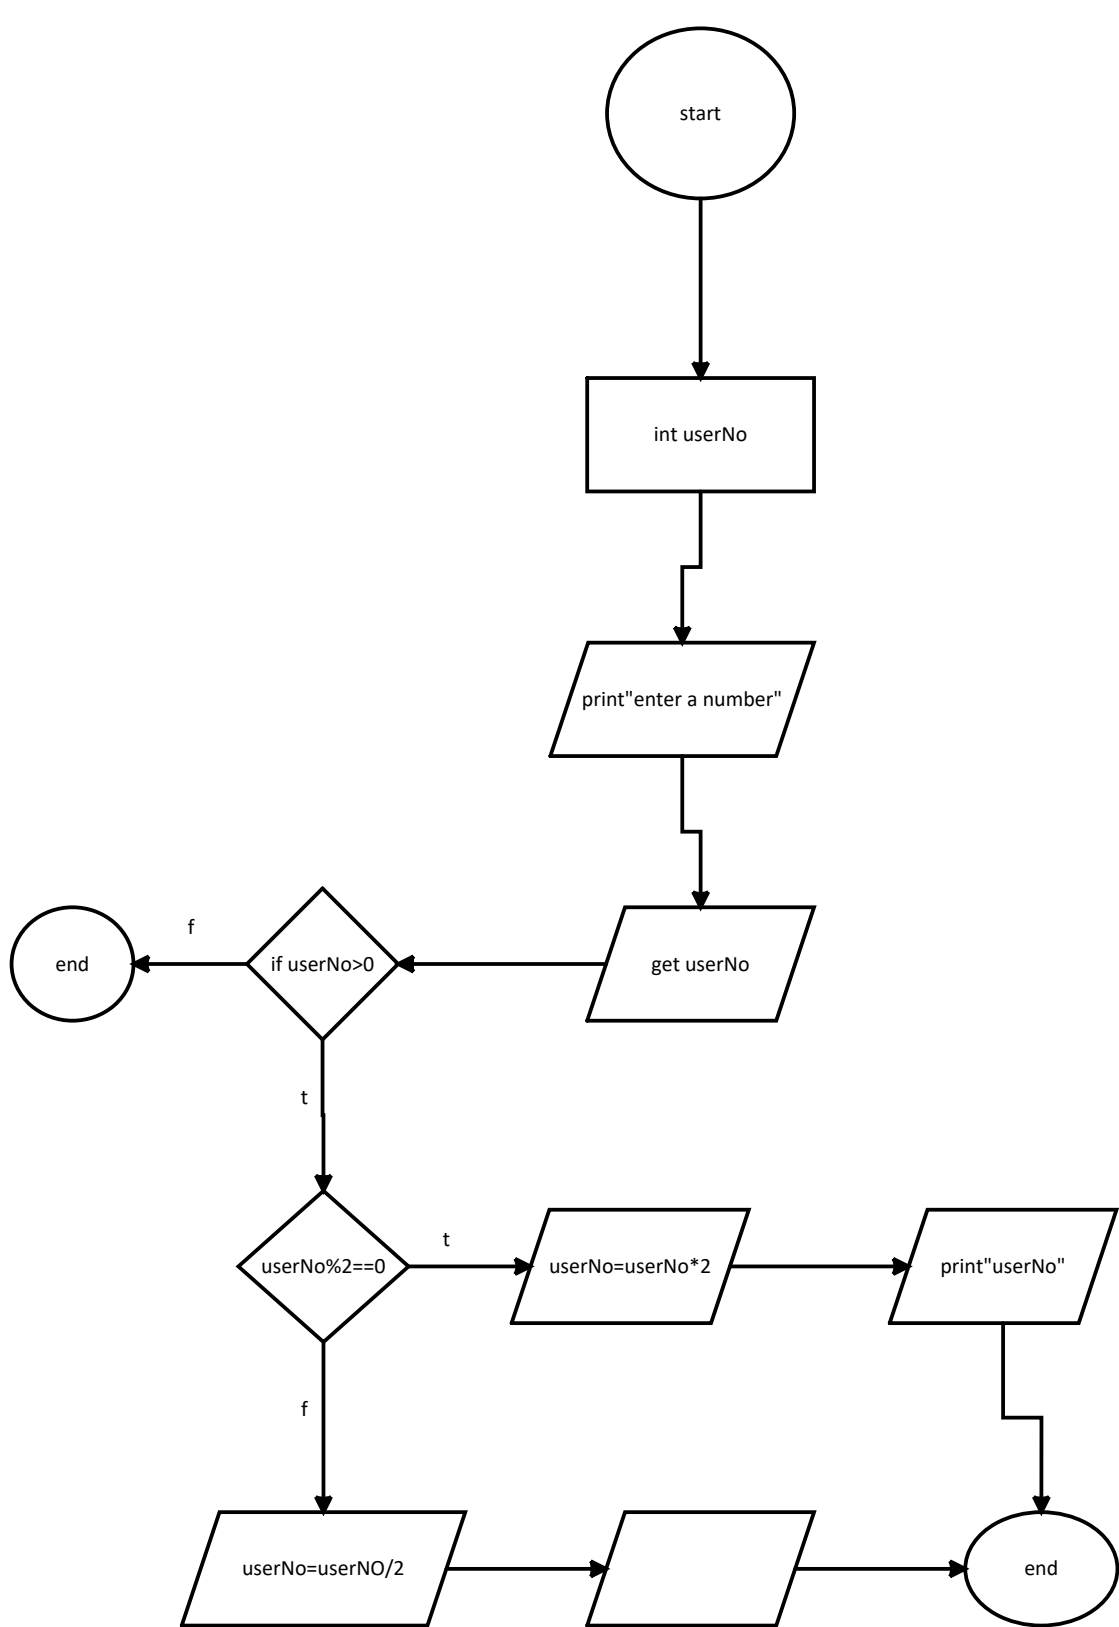 start
int userNo
print"enter a number"
get userNo
if userNo>0
f
end
t
userNo%2==0
t
userNo=userNo*2
print"userNo"
f
userNo=userNO/2
end